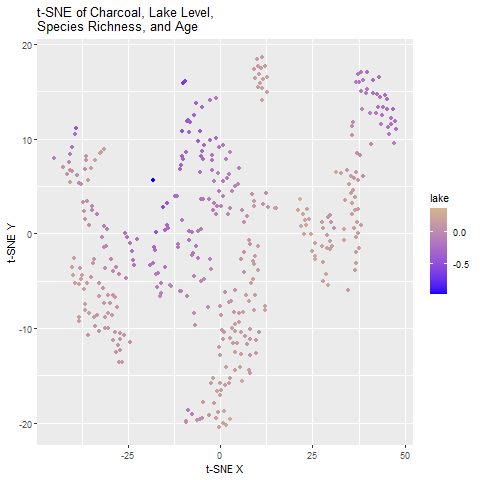 t-SNE of Charcoal, Lake Level,
Species Richness, and Age
20
10
0
-10
-20
t-SNE Y
-25
0
25
50
t-SNE X
lake
0.0
-0.5